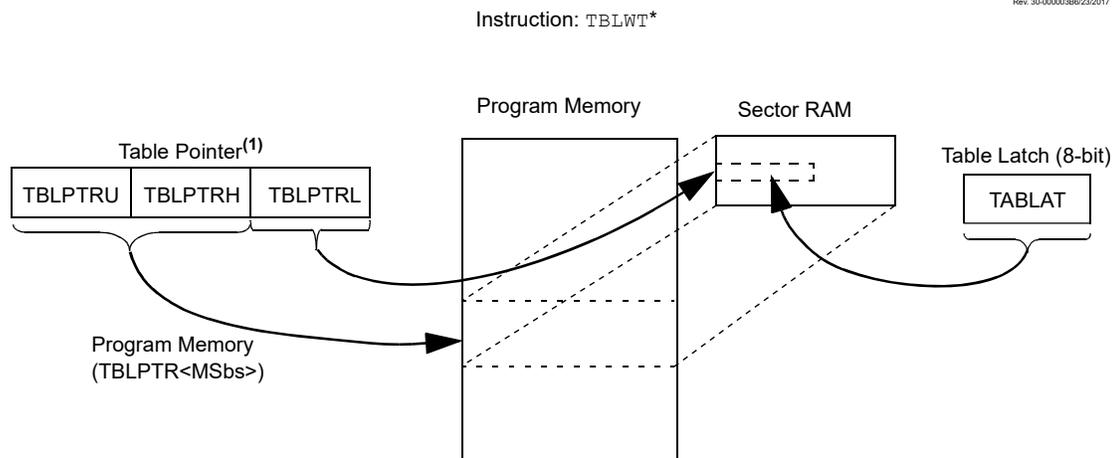 Rev. 30-000003B6/23/2017
Instruction: TBLWT*
Program Memory
Sector RAM
Table Pointer(1)
Table Latch (8-bit)
TBLPTRU
TBLPTRH
TBLPTRL
TABLAT
Program Memory
(TBLPTR<MSbs>)